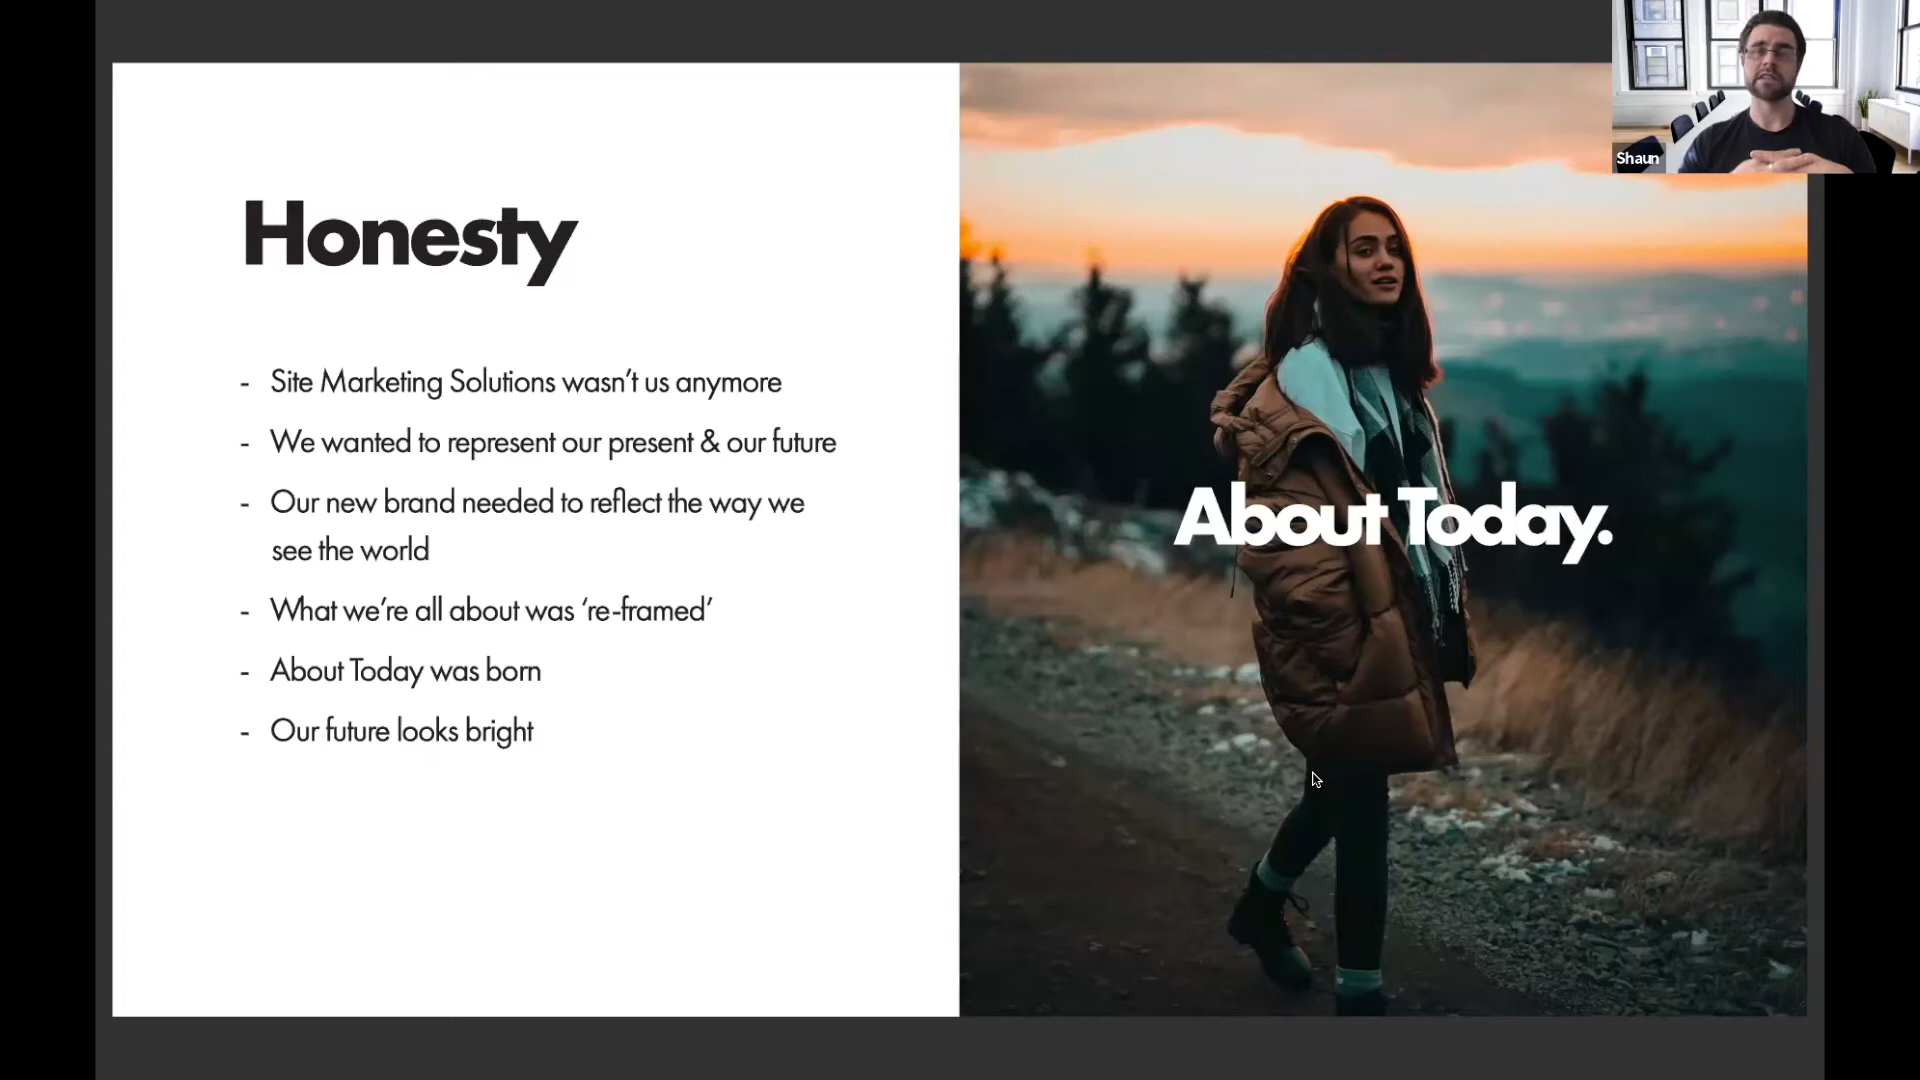 Shaun
Honesty
- Site Marketing Solutions wasn’t us anymore
- We wanted to represent our present & our future
- Our new brand needed to reflect the way we
see the world
- What we’re all about was ‘re-framed’
- About Today was born
- Our future looks bright
About Today.